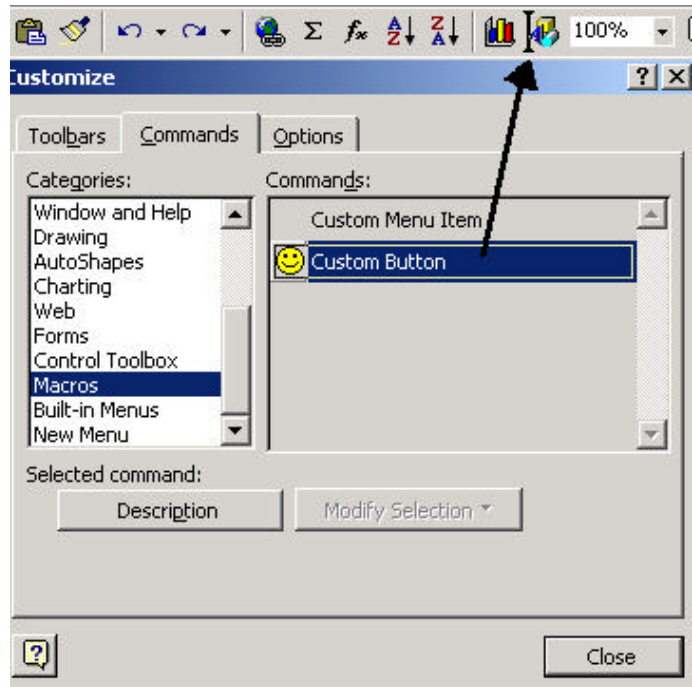 Σ fx A Z Z A 100%
Customize ? X
Toolbars Commands Options
Categories: Commands:
Window and Help Custom Menu Item
Drawing
AutoShapes Custom Button
Charting
Web
Forms
Control Toolbox
Macros
Built-in Menus
New Menu
Selected command:
Description Modify Selection
? Close